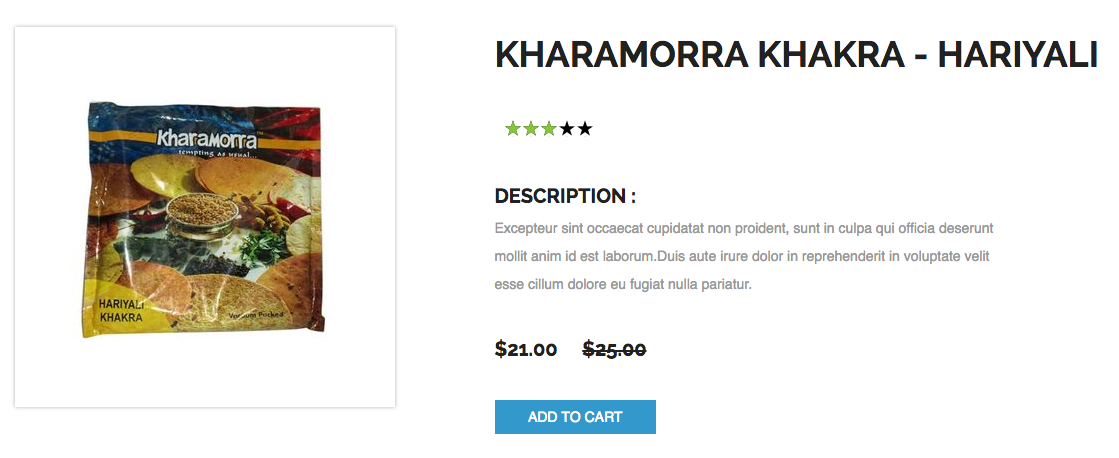 KHARAMORRA KHAKRA - HARIYALI
Kharamorra™
tempting as usual...
HARIYALI
KHAKRA
Vacuum Packed
DESCRIPTION :
Excepteur sint occaecat cupidatat non proident, sunt in culpa qui officia deserunt
mollit anim id est laborum.Duis aute irure dolor in reprehenderit in voluptate velit
esse cillum dolore eu fugiat nulla pariatur.
$21.00 $25.00
ADD TO CART